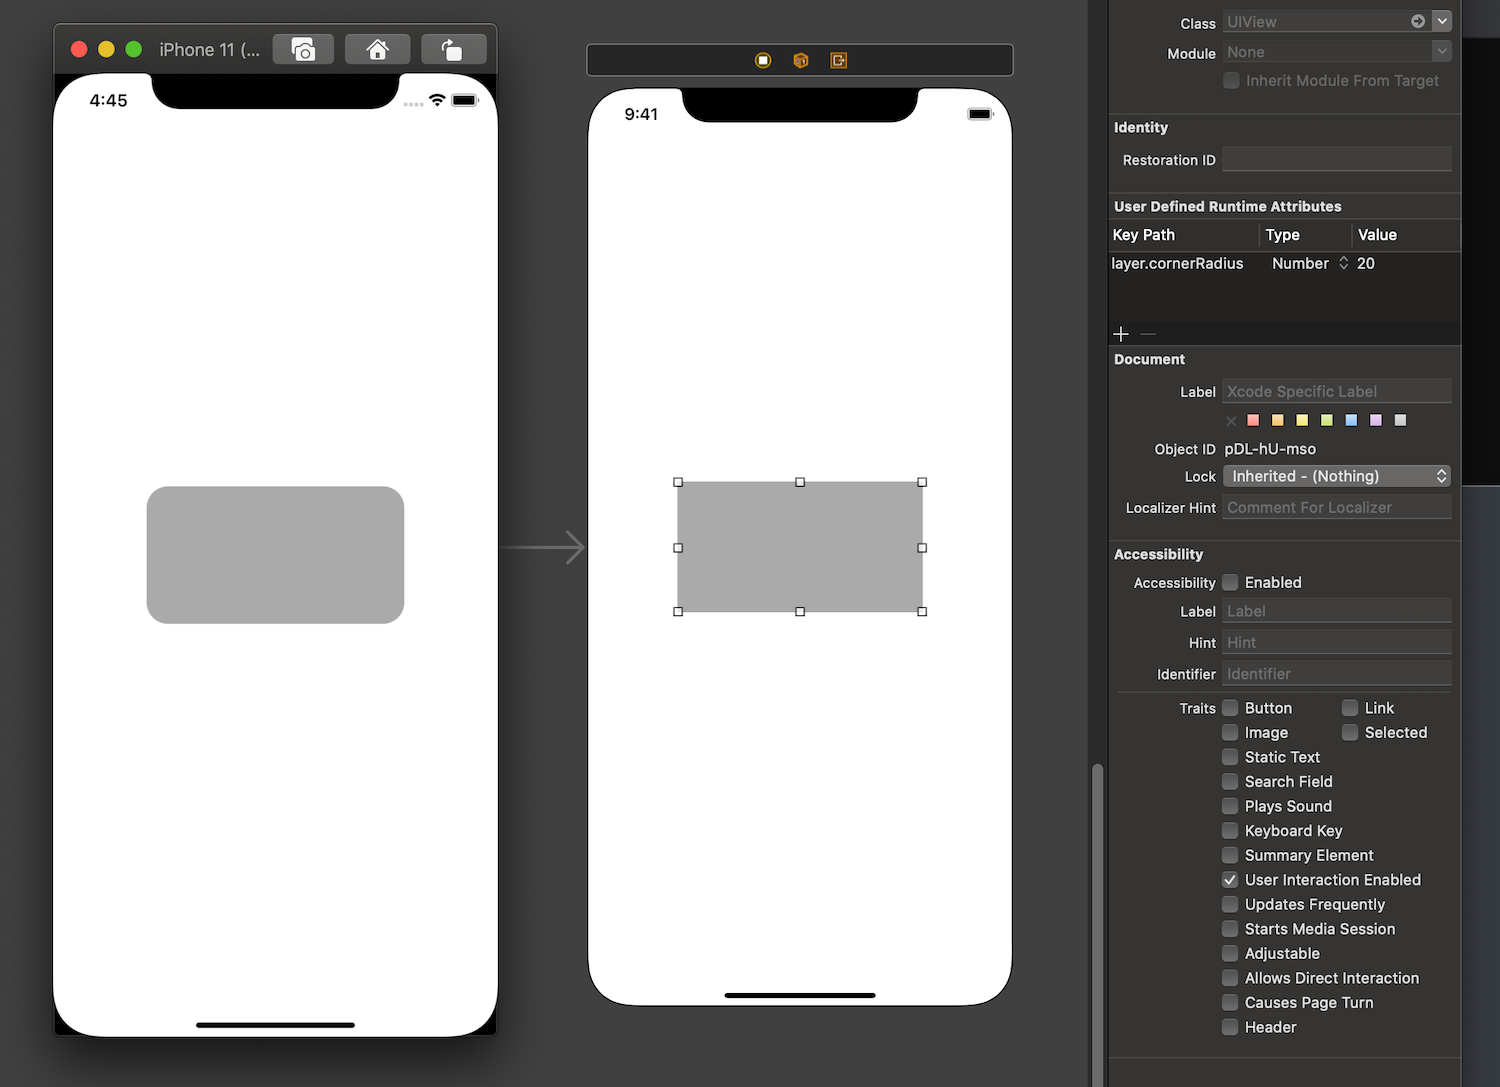 iPhone 11 (...
4:45
9:41
Class UIView
Module None
Inherit Module From Target
Identity
Restoration ID
User Defined Runtime Attributes
Key Path Type Value
layer.cornerRadius Number 20
Document
Label Xcode Specific Label
Object ID pDL-hU-mso
Lock Inherited - (Nothing)
Localizer Hint Comment For Localizer
Accessibility
Accessibility Enabled
Label Label
Hint Hint
Identifier Identifier
Traits Button Link
Image Selected
Static Text
Search Field
Plays Sound
Keyboard Key
Summary Element
User Interaction Enabled
Updates Frequently
Starts Media Session
Adjustable
Allows Direct Interaction
Causes Page Turn
Header